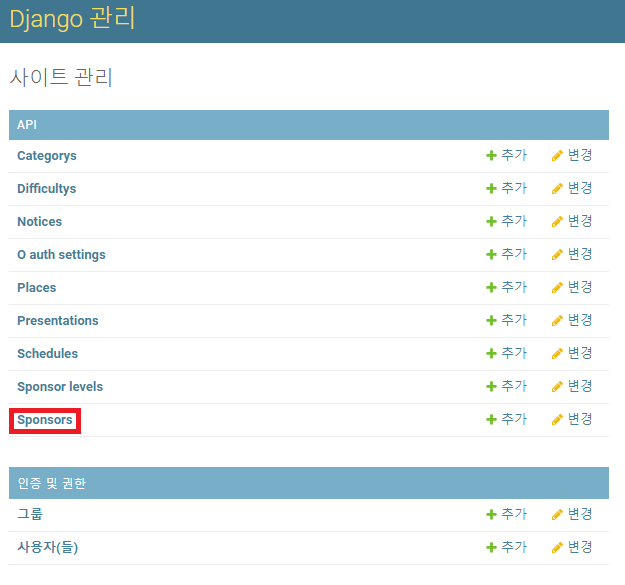 Django 관리
사이트 관리
API
Categorys 추가 변경
Difficultys 추가 변경
Notices 추가 변경
O auth settings 추가 변경
Places 추가 변경
Presentations 추가 변경
Schedules 추가 변경
Sponsor levels 추가 변경
Sponsors 추가 변경
인증 및 권한
그룹 추가 변경
사용자(들) 추가 변경